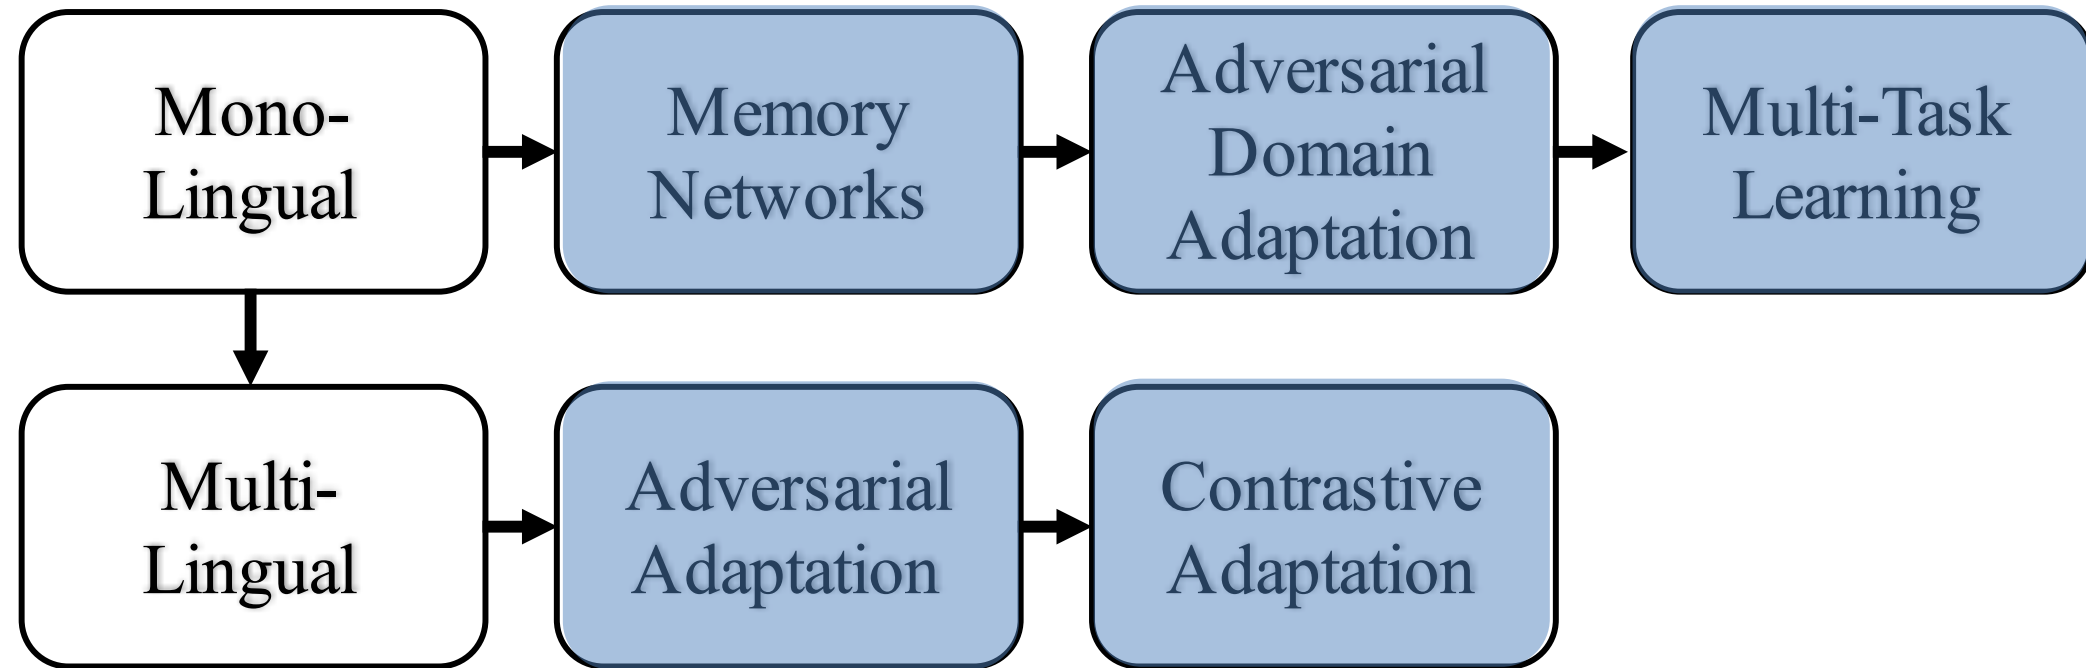 Mono-
Lingual
Memory
Networks
Adversarial
Domain
Adaptation
Multi-Task
Learning
Multi-
Lingual
Adversarial
Adaptation
Contrastive
Adaptation